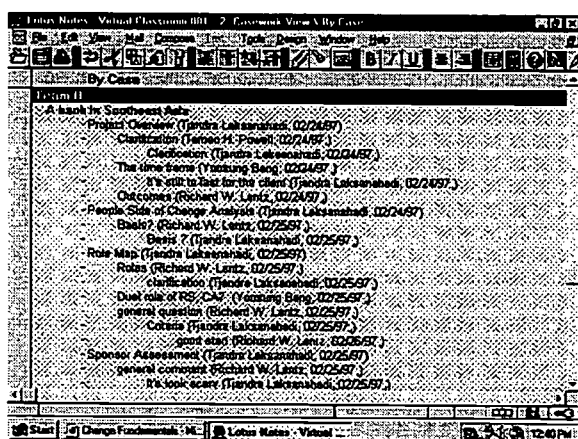 Lotus Notes - Virtual Classroom 001 - 2. Casework View \ By Case
File Edit View Mail Compose Text Tools Design Window Help
By Case
Team II
A bank in Southeast Asia
Project Overview (Tjandra Laksanahadi, 02/24/97)
Clarification (Temen H. Powell, 02/24/97,)
Clarification (Tjandra Laksanahadi, 02/24/97,)
The time frame (Yonsung Bang, 02/24/97,)
It's still to fast for the client (Tjandra Laksanahadi, 02/24/97,)
Outcomes (Richard W. Lantz, 02/24/97,)
People Side of Change Analysis (Tjandra Laksanahadi, 02/24/97)
Basis? (Richard W. Lantz, 02/25/97,)
Basis ? (Tjandra Laksanahadi, 02/25/97,)
Role Map (Tjandra Laksanahadi, 02/25/97)
Roles (Richard W. Lantz, 02/25/97,)
clarification (Tjandra Laksanahadi, 02/25/97,)
Duel role of RS, CA? (Yonsung Bang, 02/25/97,)
general question (Richard W. Lantz, 02/25/97,)
Criteria (Tjandra Laksanahadi, 02/25/97,)
good start (Richard W. Lantz, 02/26/97,)
Sponsor Assessment (Tjandra Laksanahadi, 02/25/97)
general comment (Richard W. Lantz, 02/25/97,)
It's look scary (Tjandra Laksanahadi, 02/25/97,)
Start Change Fundamentals : Lotus Notes - Virtual ... 12:40 PM